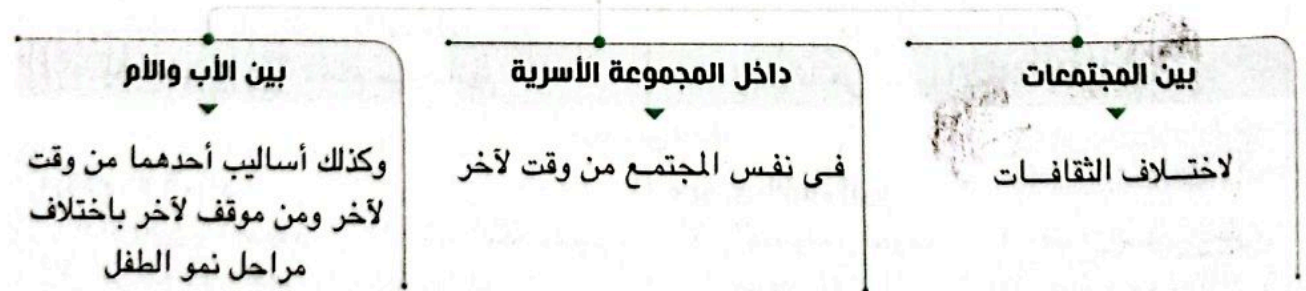 بين المجتمعات
لاختلاف الثقافات
داخل المجموعة الأسرية
فى نفس المجتمع من وقت لآخر
بين الأب والأم
وكذلك أساليب أحدهما من وقت
لآخر ومن موقف لآخر باختلاف
مراحل نمو الطفل